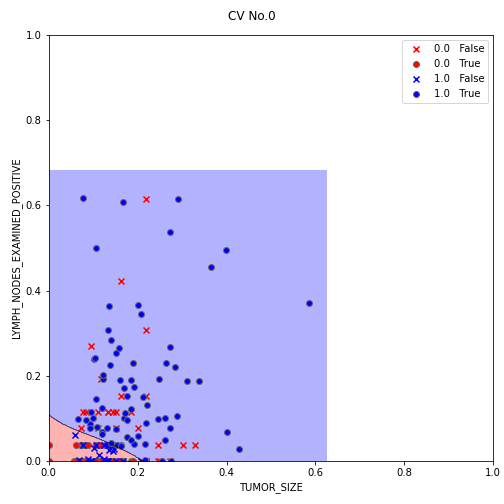 CV No.0
1.0
0.8
0.6
0.4
0.2
0.0
LYMPH_NODES_EXAMINED_POSITIVE
0.0 False
0.0 True
1.0 False
1.0 True
0.0 0.2 0.4 0.6 0.8 1.0
TUMOR_SIZE